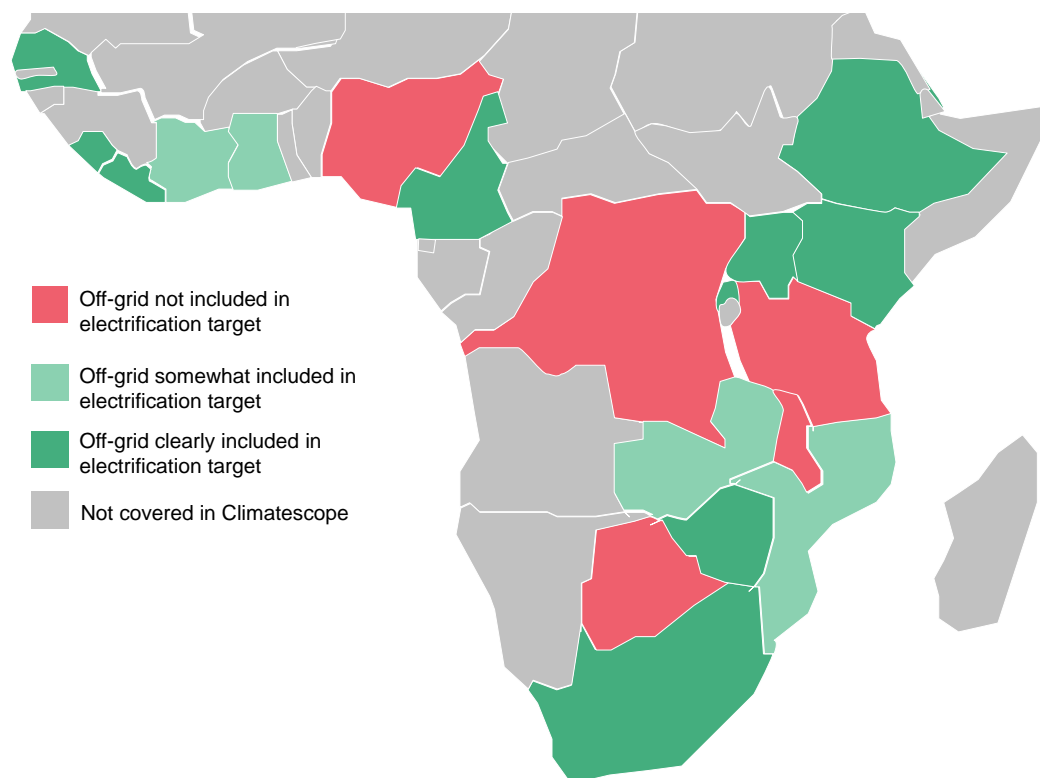 Off-grid not included in
electrification target
Off-grid somewhat included in
electrification target
Off-grid clearly included in
electrification target
Not covered in Climatescope